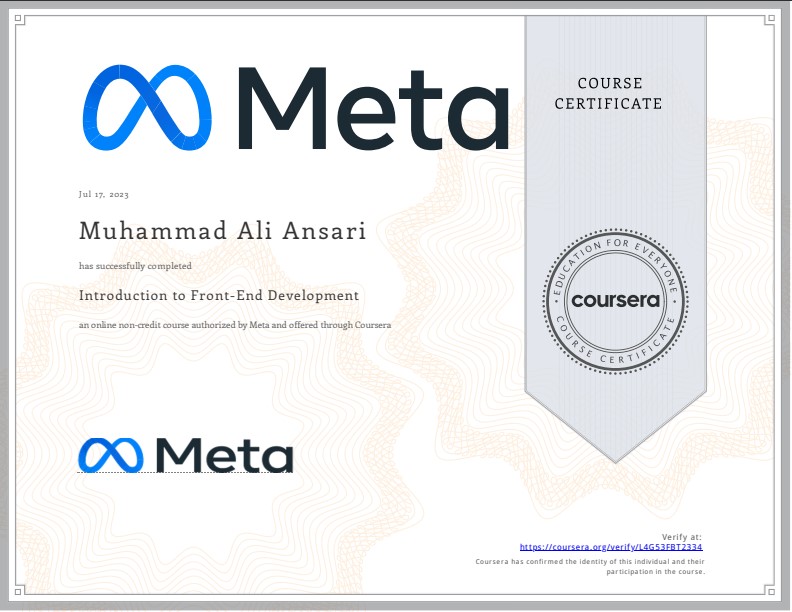 Meta
COURSE
CERTIFICATE
Jul 17, 2023
Muhammad Ali Ansari
has successfully completed
Introduction to Front-End Development
an online non-credit course authorized by Meta and offered through Coursera
EDUCATION FOR EVERYONE
coursera
COURSE CERTIFICATE
Meta
Verify at:
https://coursera.org/verify/L4G53FBT2334
Coursera has confirmed the identity of this individual and their
participation in the course.